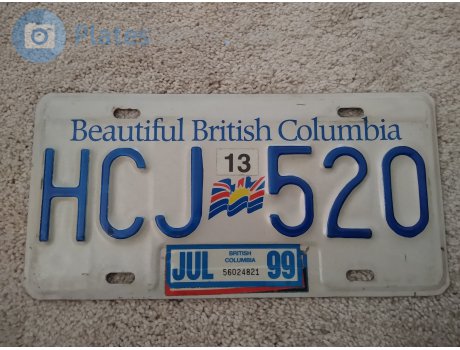 Plates
Beautiful British Columbia
13
HCJ 520
BRITISH
COLUMBIA
JUL 56024821 99